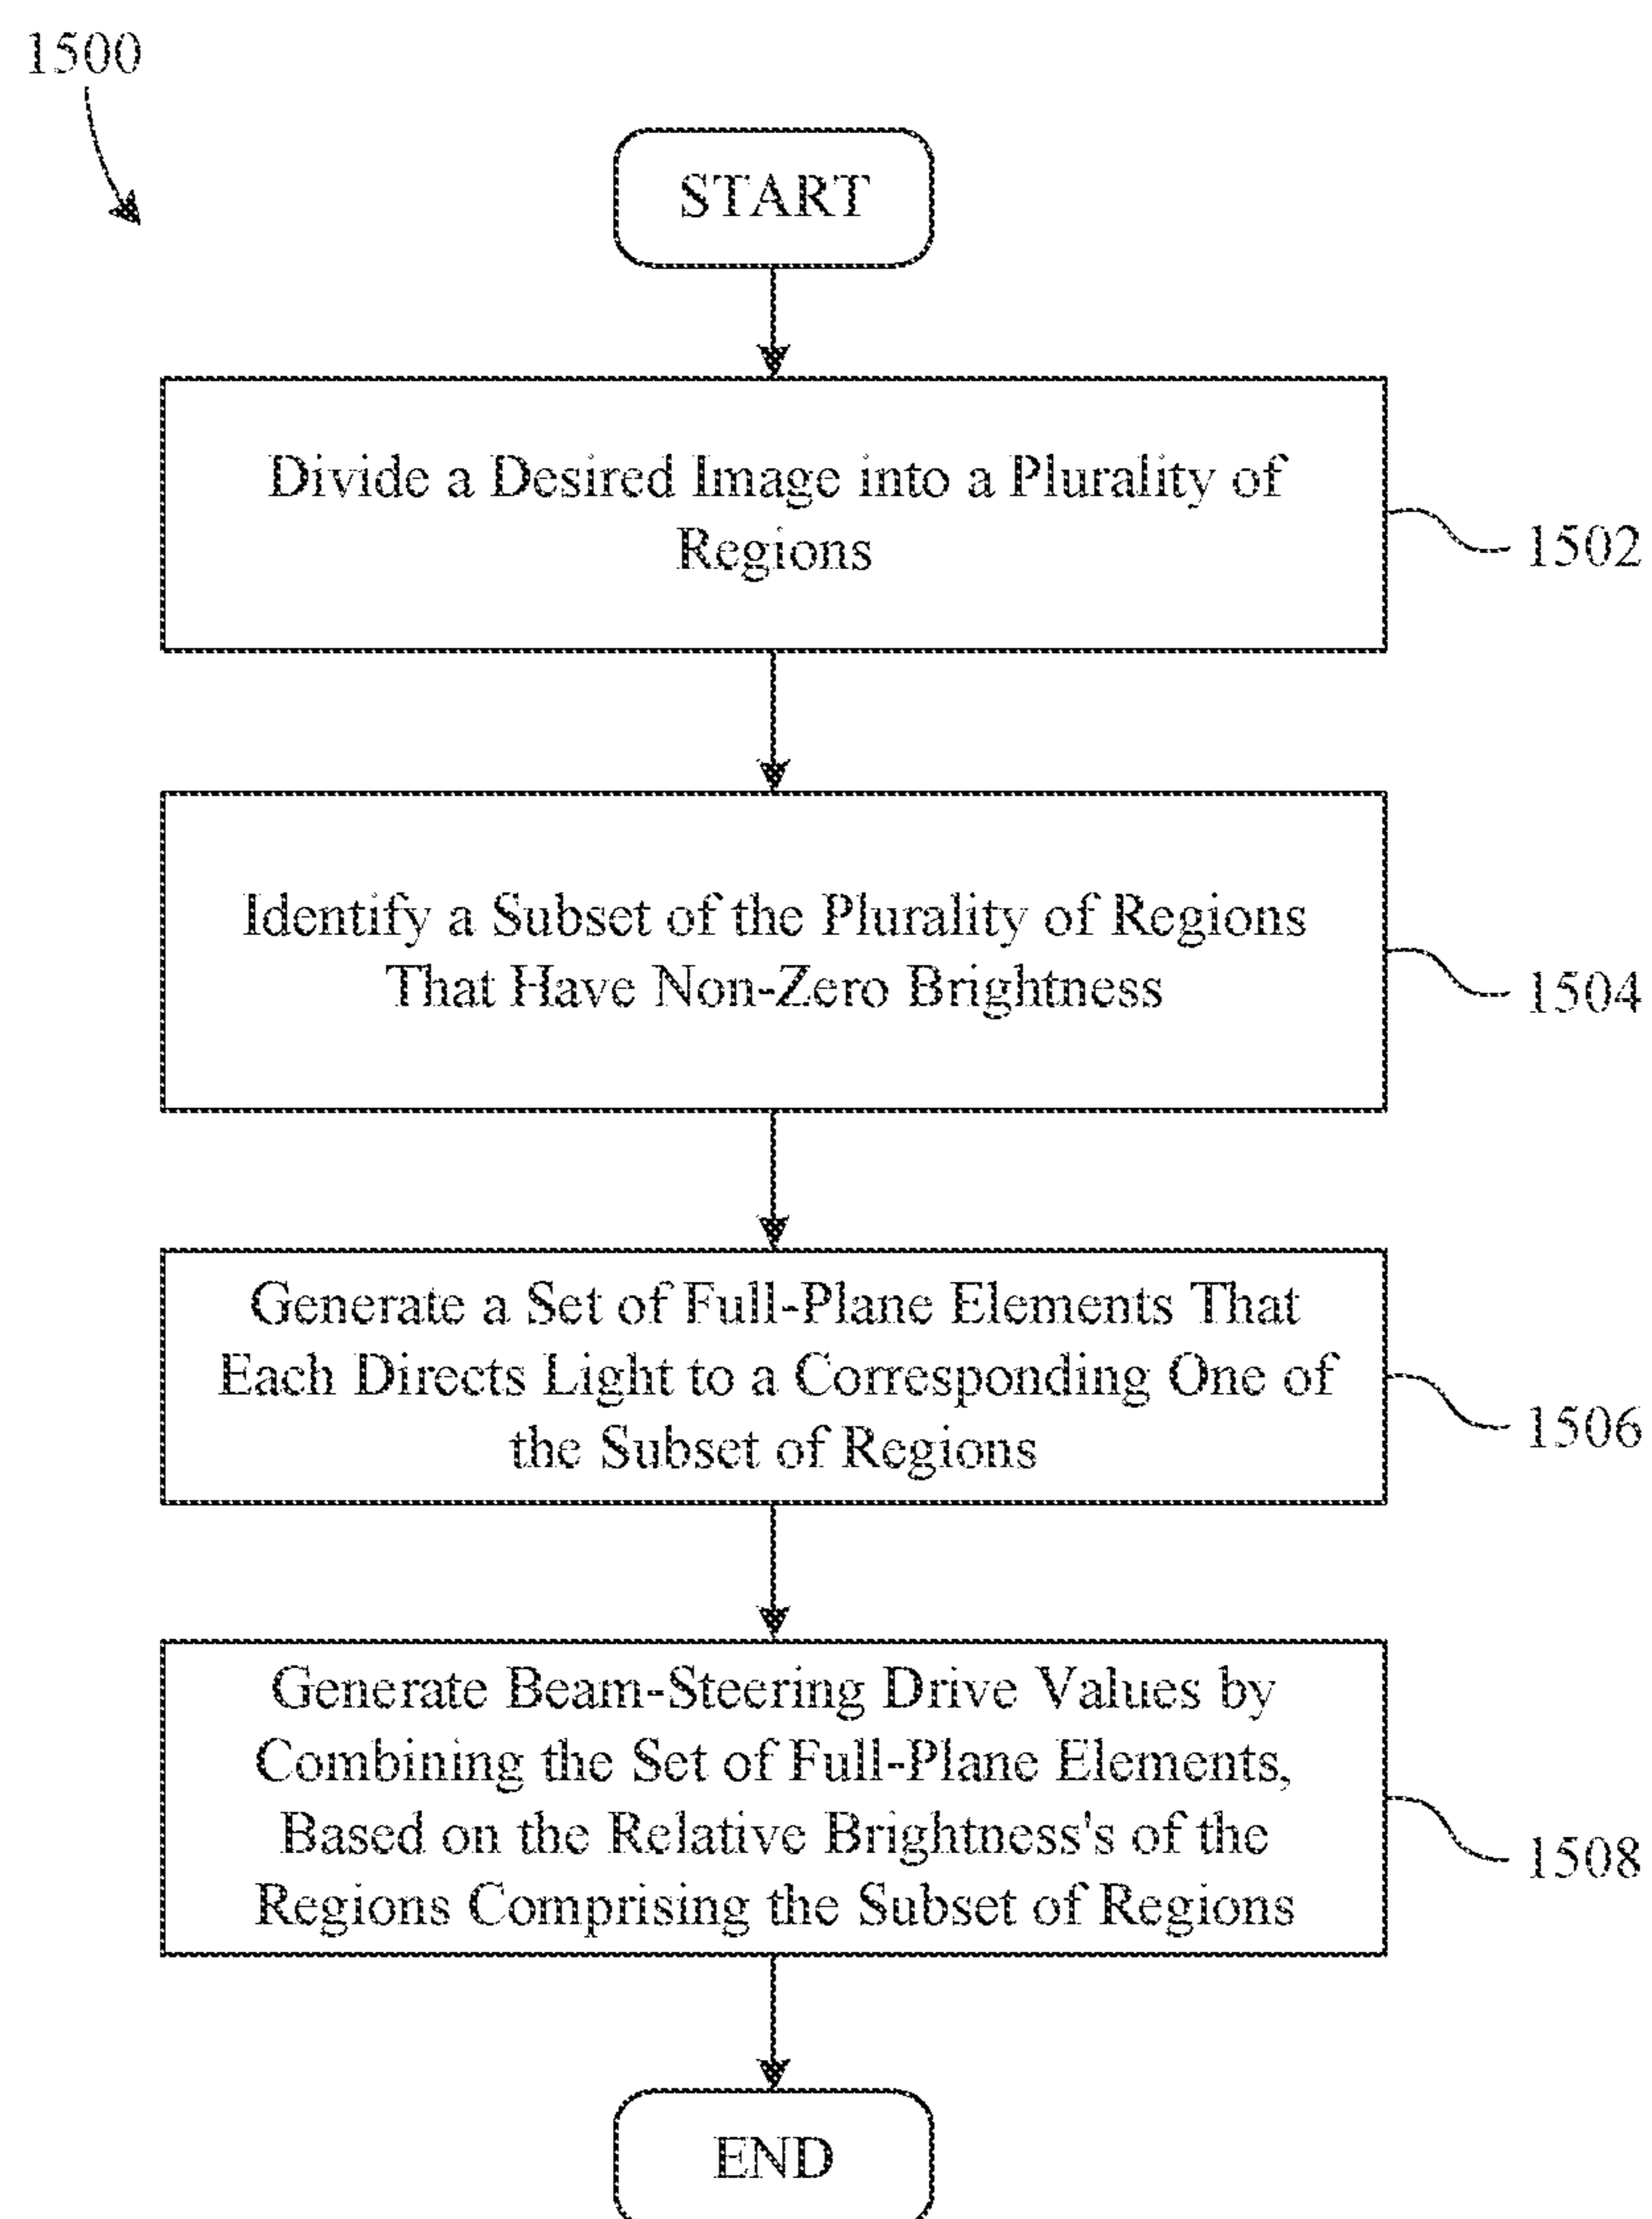 1500
START
Divide a Desired Image into a Plurality of
Regions
1502
Identify a Subset of the Plurality of Regions
That Have Non-Zero Brightness
1504
Generate a Set of Full-Plane Elements That
Each Directs Light to a Corresponding One of
the Subset of Regions
1506
Generate Beam-Steering Drive Values by
Combining the Set of Full-Plane Elements,
Based on the Relative Brightness's of the
Regions Comprising the Subset of Regions
1508
END